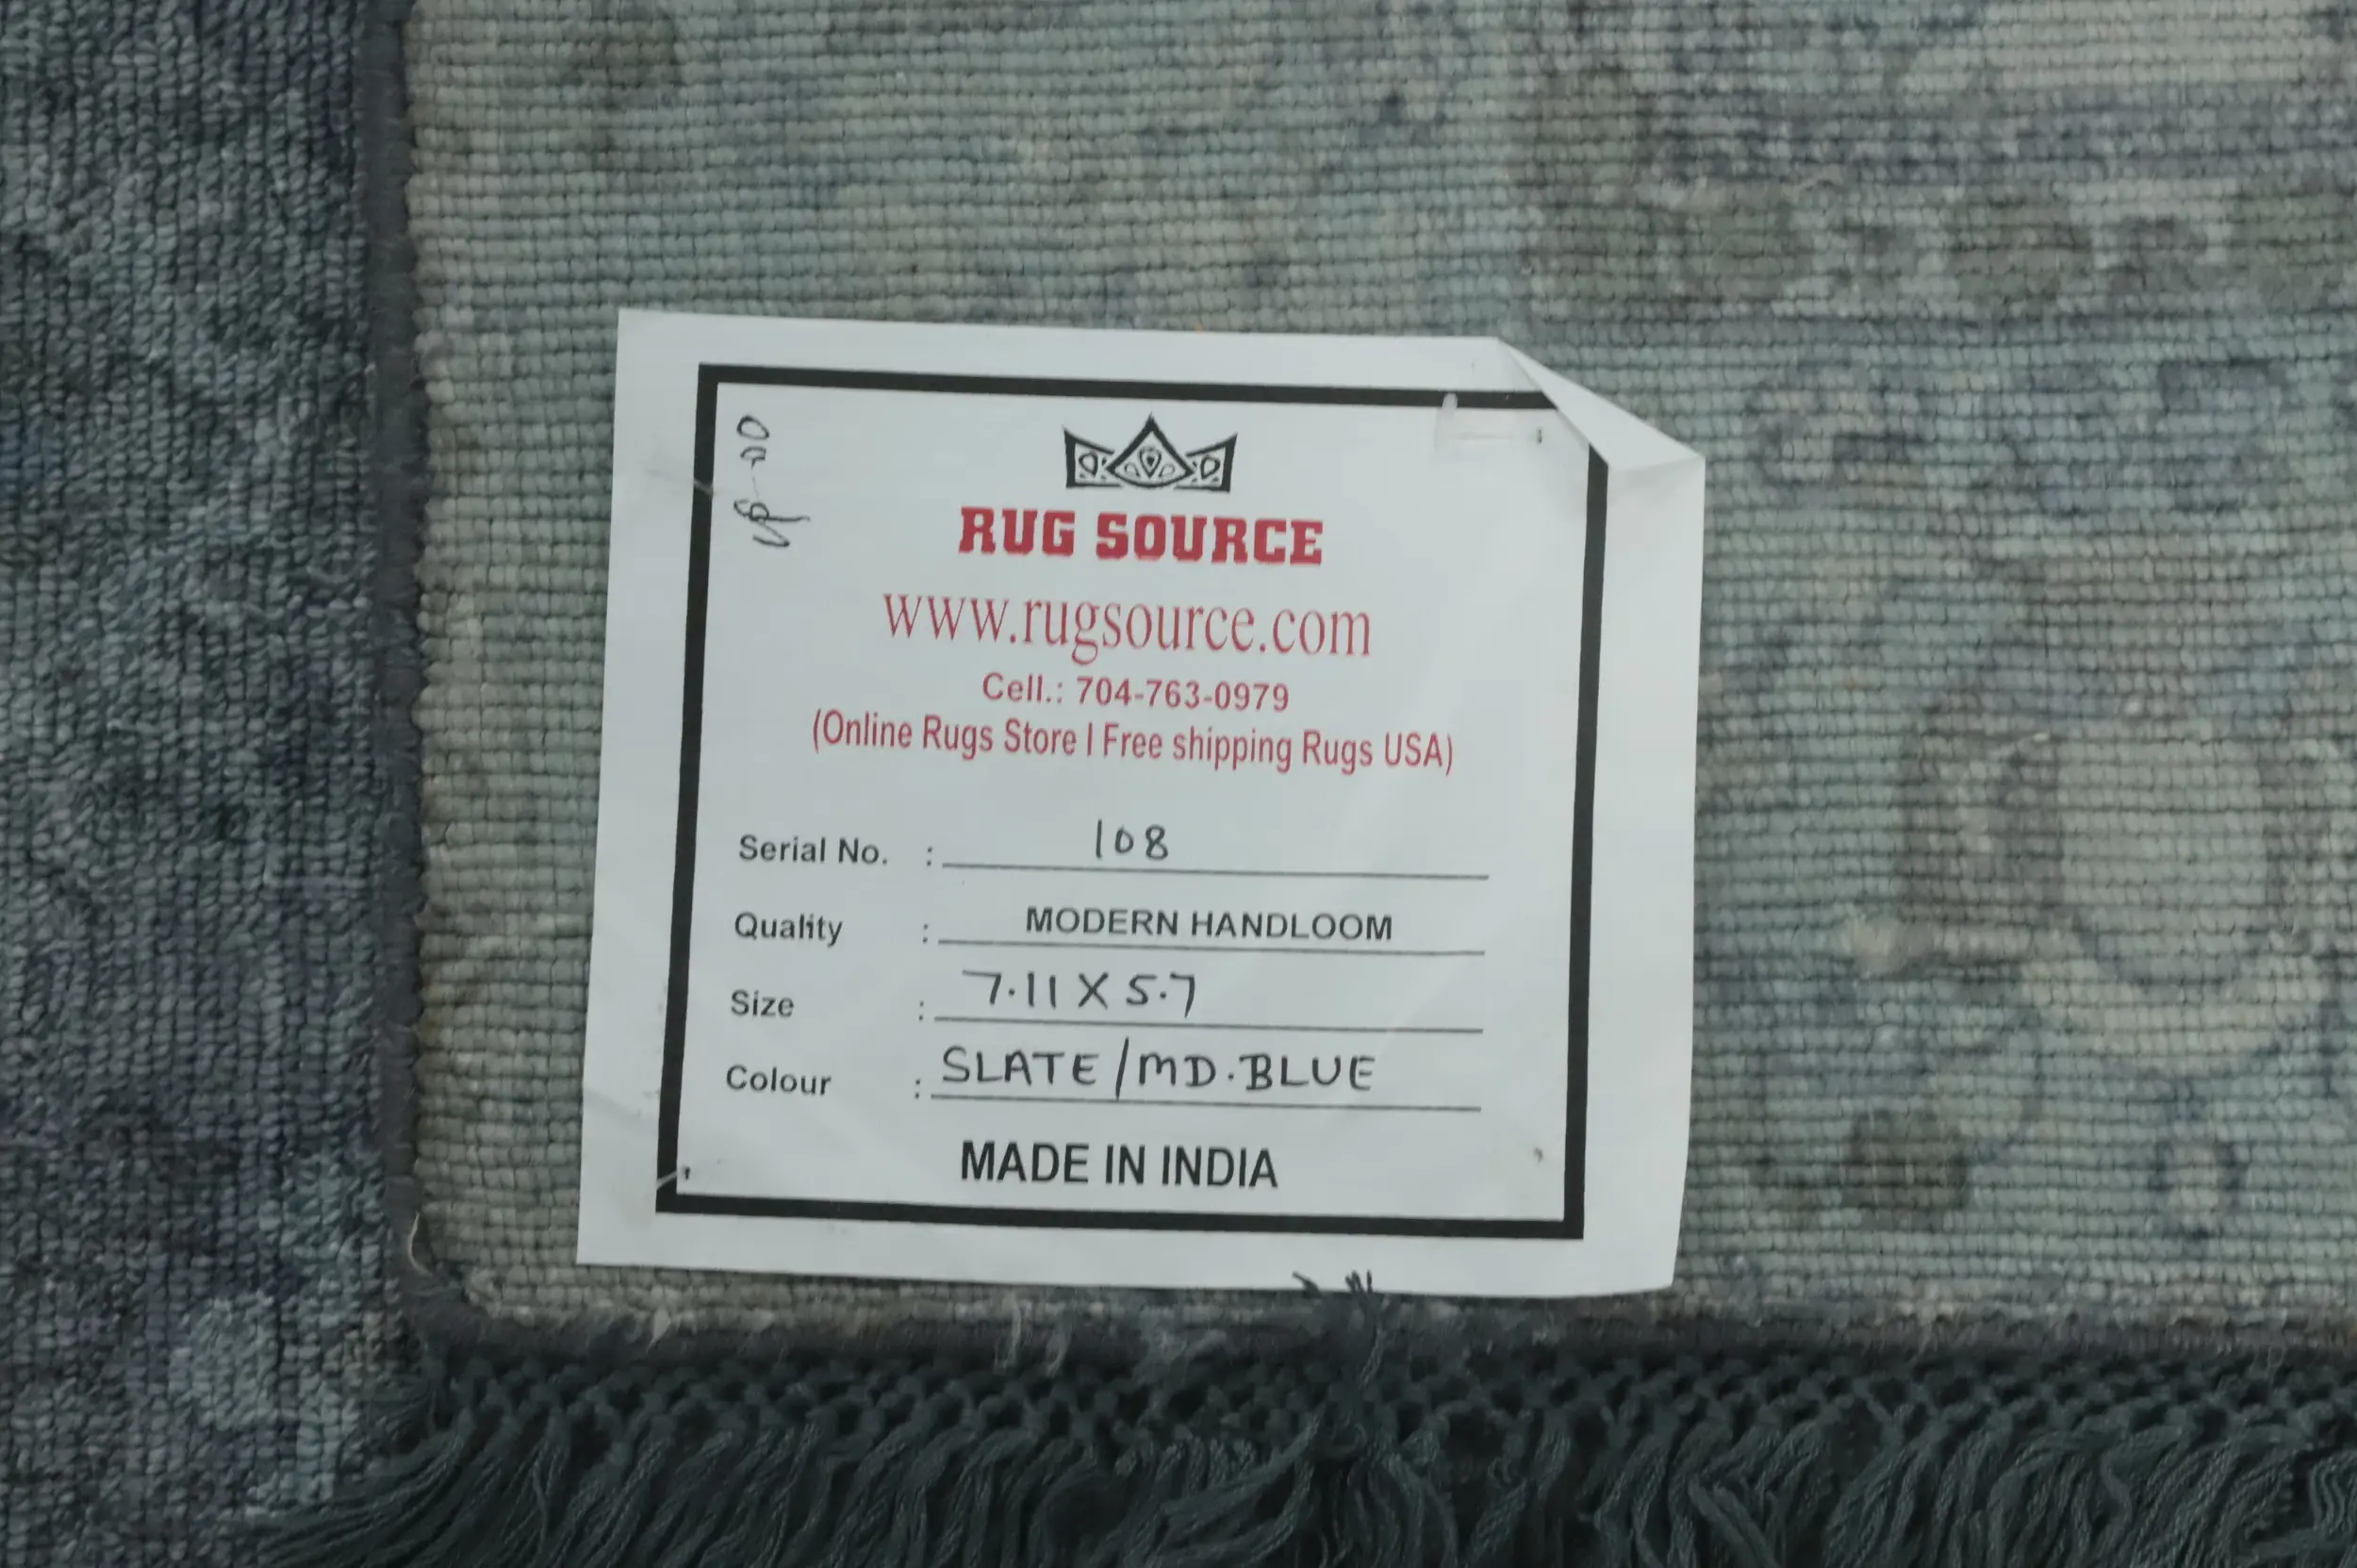 RUG SOURCE
www.rugsource.com
Cell.: 704-763-0979
(Online Rugs Store | Free shipping Rugs USA)
Serial No. : 108
Quality : MODERN HANDLOOM
Size : 7.11 X 5.7
Colour : SLATE/MD.BLUE
MADE IN INDIA